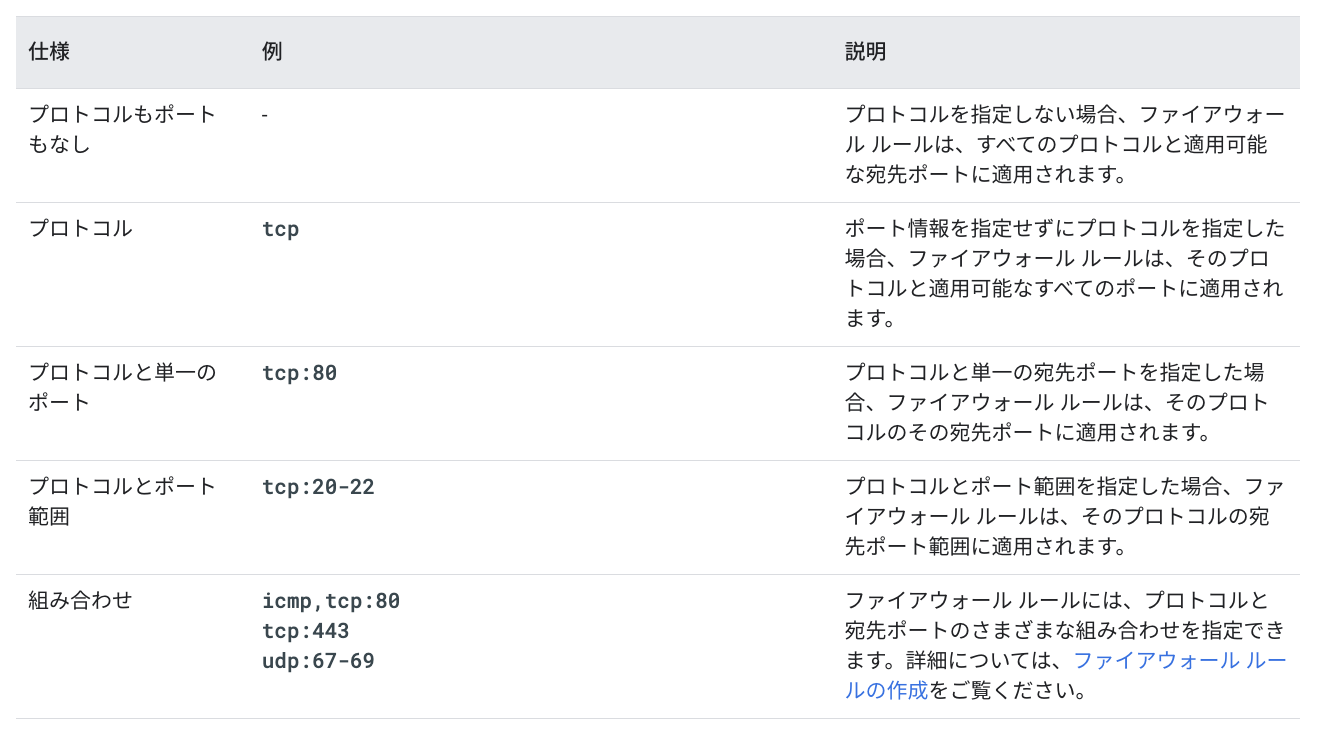 仕様
例
説明
プロトコルもポート
もなし
-
プロトコルを指定しない場合、ファイアウォー
ル ルールは、すべてのプロトコルと適用可能
な宛先ポートに適用されます。
プロトコル
tcp
ポート情報を指定せずにプロトコルを指定した
場合、ファイアウォール ルールは、そのプロ
トコルと適用可能なすべてのポートに適用され
ます。
プロトコルと単一の
ポート
tcp:80
プロトコルと単一の宛先ポートを指定した場
合、ファイアウォール ルールは、そのプロト
コルのその宛先ポートに適用されます。
プロトコルとポート
範囲
tcp:20-22
プロトコルとポート範囲を指定した場合、ファ
イアウォール ルールは、そのプロトコルの宛
先ポート範囲に適用されます。
組み合わせ
icmp,tcp:80
tcp:443
udp:67-69
ファイアウォール ルールには、プロトコルと
宛先ポートのさまざまな組み合わせを指定でき
ます。詳細については、ファイアウォール ルー
ルの作成をご覧ください。